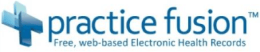 practice fusion™
Free, web-based Electronic Health Records